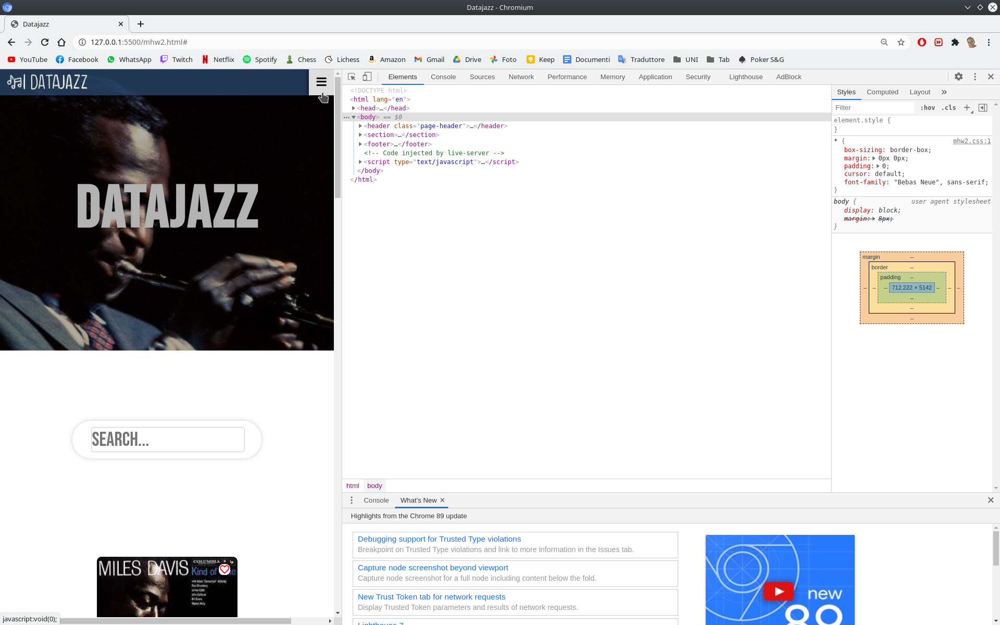 Datajazz - Chromium
Datajazz
127.0.0.1:5500/mhw2.html#
YouTube Facebook WhatsApp Twitch Netflix Spotify Chess Lichess Amazon Gmail Drive Foto Keep Documenti Traduttore UNI Tab Poker S&G
DATAJAZZ
DATAJAZZ
SEARCH...
MILES DAVIS
COLUMBIA
Kind of
javascript:void(0);
Elements Console Sources Network Performance Memory Application Security Lighthouse AdBlock
<!DOCTYPE html>
<html lang="en">
<head>…</head>
<body> == $0
<header class="page-header">…</header>
<section>…</section>
<footer>…</footer>
<!-- Code injected by live-server -->
<script type="text/javascript">…</script>
</body>
</html>
html body
Styles Computed Layout
Filter :hov .cls
element.style {
}
* { mhw2.css:1
box-sizing: border-box;
margin: 0px 0px;
padding: 0;
cursor: default;
font-family: "Bebas Neue", sans-serif;
}
body { user agent stylesheet
display: block;
margin: 8px;
}
margin –
border –
padding –
– – – 712.222 × 5142 – – –
–
–
–
Console What's New
Highlights from the Chrome 89 update
Debugging support for Trusted Type violations
Breakpoint on Trusted Type violations and link to more information in the Issues tab.
Capture node screenshot beyond viewport
Capture node screenshot for a full node including content below the fold.
New Trust Token tab for network requests
Display Trusted Token parameters and results of network requests.
Lighthouse 7
new
89